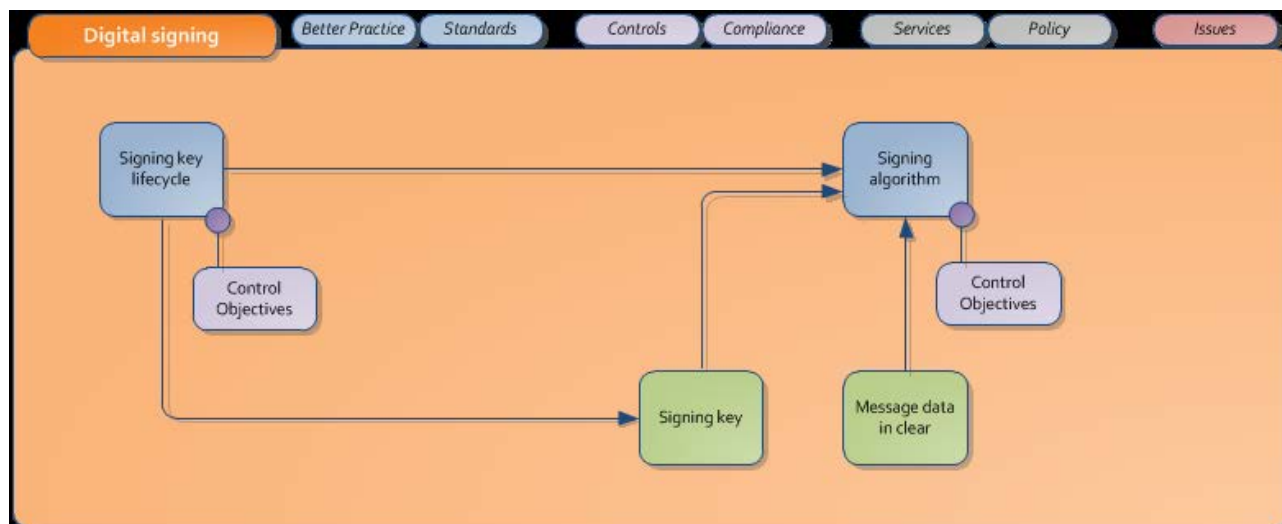 Digital signing
Better Practice
Standards
Controls
Compliance
Services
Policy
Issues
Signing key
lifecycle
Signing
algorithm
Control
Objectives
Control
Objectives
Signing key
Message data
in clear